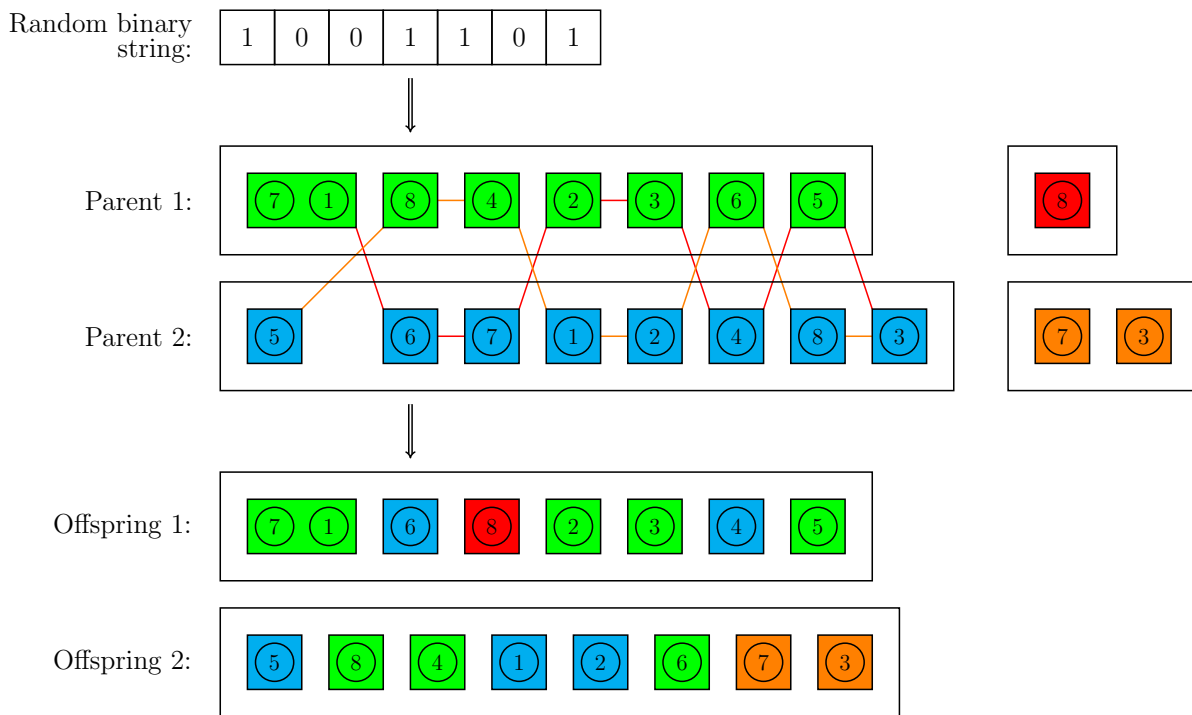 Random binary
string:
1 0 0 1 1 0 1
Parent 1:
7 1 8 4 2 3 6 5
8
Parent 2:
5 6 7 1 2 4 8 3
7 3
Offspring 1:
7 1 6 8 2 3 4 5
Offspring 2:
5 8 4 1 2 6 7 3